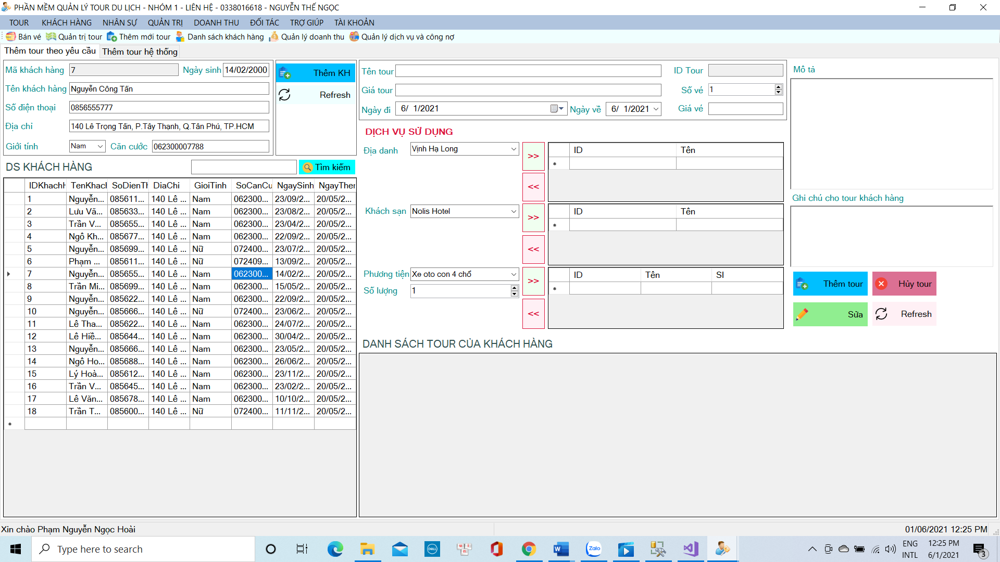 PHẦN MỀM QUẢN LÝ TOUR DU LỊCH - NHÓM 1 - LIÊN HỆ - 0338016618 - NGUYỄN THẾ NGỌC
TOUR KHÁCH HÀNG NHÂN SỰ QUẢN TRỊ DOANH THU ĐỐI TÁC TRỢ GIÚP TÀI KHOẢN
Bán vé Quản trị tour Thêm mới tour Danh sách khách hàng Quản lý doanh thu Quản lý dịch vụ và công nợ
Thêm tour theo yêu cầu Thêm tour hệ thống
Mã khách hàng 7 Ngày sinh 14/02/2000
Tên khách hàng Nguyễn Công Tấn
Số điện thoại 0856555777
Địa chỉ 140 Lê Trọng Tấn, P.Tây Thạnh, Q.Tân Phú, TP.HCM
Giới tính Nam Căn cước 062300007788
Thêm KH
Refresh
DS KHÁCH HÀNG Tìm kiếm
IDKhachH TenKhach SoDienTh DiaChi GioiTinh SoCanCu NgaySinh NgayThem
1 Nguyễn... 085611... 140 Lê ... Nam 062300... 23/09/2... 20/05/2...
2 Lưu Vă... 085633... 140 Lê ... Nam 062300... 23/08/2... 20/05/2...
3 Trần V... 085655... 140 Lê ... Nam 062300... 23/04/2... 20/05/2...
4 Ngô Kh... 085677... 140 Lê ... Nam 062300... 22/09/2... 20/05/2...
5 Nguyễn... 085699... 140 Lê ... Nữ 072400... 23/07/2... 20/05/2...
6 Phạm ... 085611... 140 Lê ... Nữ 072409... 13/09/2... 20/05/2...
7 Nguyễn... 085655... 140 Lê ... Nam 062300... 14/02/2... 20/05/2...
8 Trần Mi... 085699... 140 Lê ... Nam 062300... 15/05/2... 20/05/2...
9 Nguyễn... 085622... 140 Lê ... Nam 062300... 22/09/2... 20/05/2...
10 Nguyễn... 085666... 140 Lê ... Nữ 072400... 23/06/2... 20/05/2...
11 Lê Tha... 085622... 140 Lê ... Nam 062300... 24/07/2... 20/05/2...
12 Lê Hiề... 085644... 140 Lê ... Nam 062300... 30/04/2... 20/05/2...
13 Nguyễn... 085666... 140 Lê ... Nam 062300... 23/05/2... 20/05/2...
14 Ngô Ho... 085688... 140 Lê ... Nam 062300... 26/06/2... 20/05/2...
15 Lý Hoà... 085612... 140 Lê ... Nam 062300... 23/11/2... 20/05/2...
16 Trần V... 085645... 140 Lê ... Nam 062300... 23/02/2... 20/05/2...
17 Lê Văn... 085678... 140 Lê ... Nam 062300... 10/10/2... 20/05/2...
18 Trần T... 085600... 140 Lê ... Nữ 072400... 11/11/2... 20/05/2...
Tên tour ID Tour
Giá tour Số vé 1
Ngày đi 6/ 1/2021 Ngày về 6/ 1/2021 Giá vé
DỊCH VỤ SỬ DỤNG
Địa danh Vịnh Hạ Long >> ID Tên
<<
Khách sạn Nolis Hotel >> ID Tên
<<
Phương tiện Xe oto con 4 chổ >> ID Tên Sl
Số lượng 1
<<
Mô tả
Ghi chú cho tour khách hàng
Thêm tour Hủy tour
Sửa Refresh
DANH SÁCH TOUR CỦA KHÁCH HÀNG
Xin chào Phạm Nguyễn Ngọc Hoài 01/06/2021 12:25 PM
Type here to search
DELL
Zalo
ENG
INTL
12:25 PM
6/1/2021
3